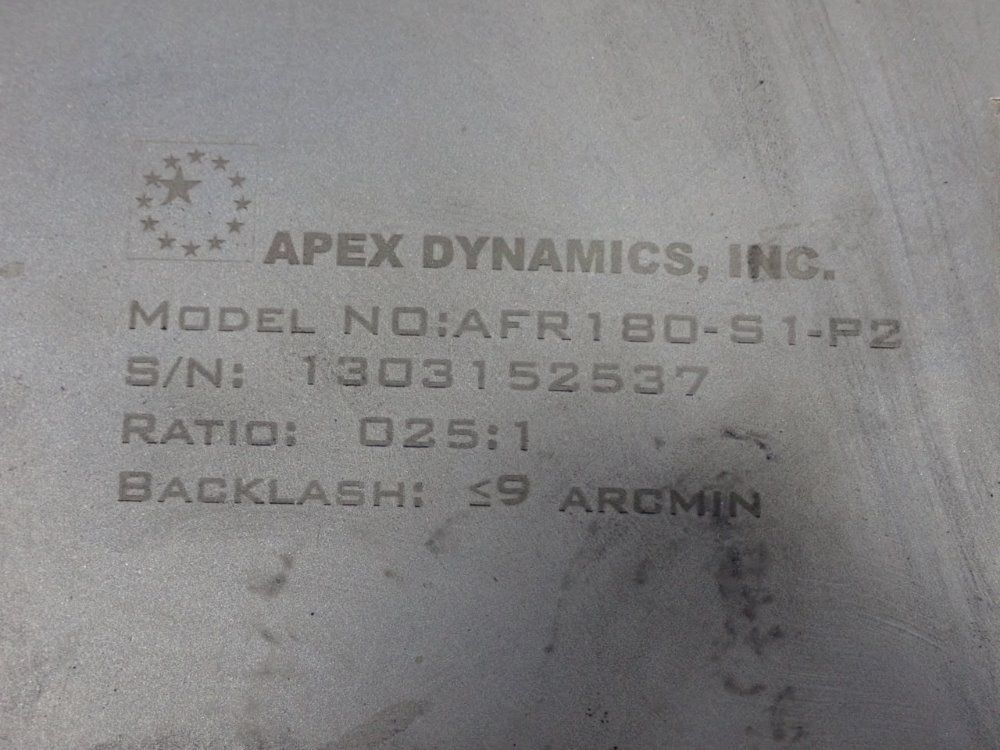 APEX DYNAMICS, INC.
MODEL NO:AFR180-S1-P2
S/N: 1303152537
RATIO: 025:1
BACKLASH: ≤9 ARCMIN